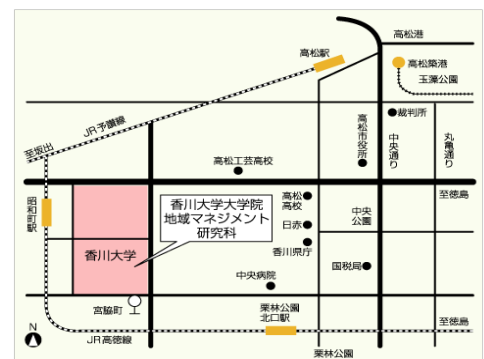 高松港
高松駅
高松築港
玉藻公園
JR予讃線
至坂出
裁判所
高松市役所
中央通り
丸亀通り
高松工芸高校
至徳島
昭和町駅
香川大学大学院
地域マネジメント
研究科
高松
高校
日赤
香川県庁
中央
公園
香川大学
国税局
中央病院
宮脇町
栗林公園
北口駅
至徳島
N
JR高徳線
栗林公園